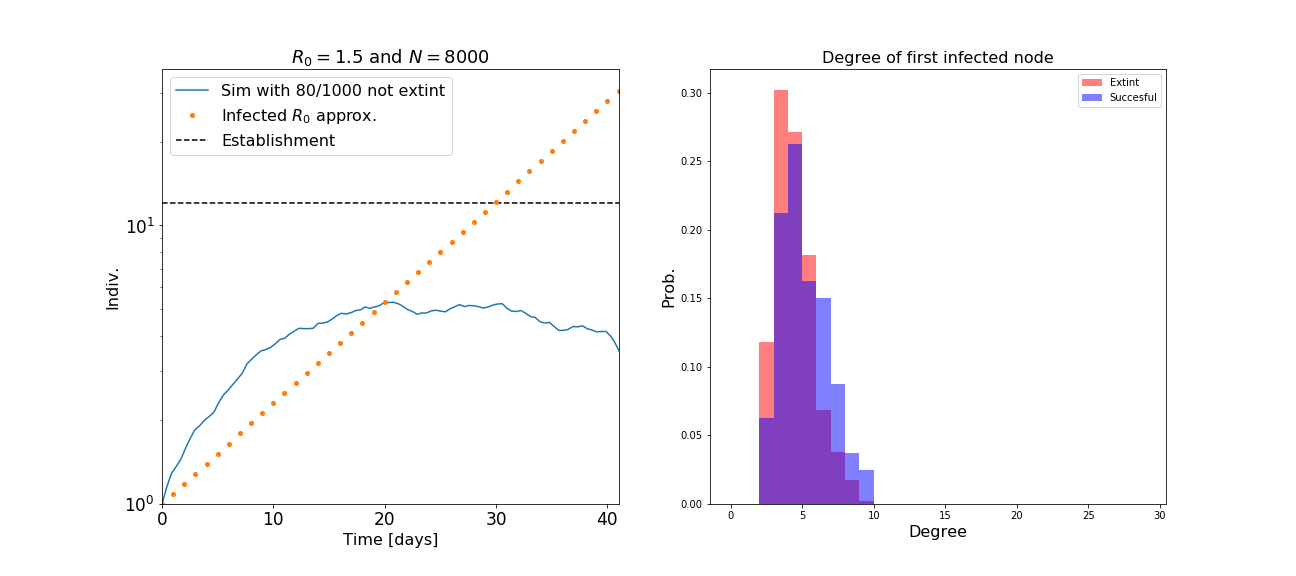 R₀ = 1.5 and N = 8000
Sim with 80/1000 not extint
Infected R₀ approx.
Establishment
Indiv.
10¹
10⁰
0 10 20 30 40
Time [days]
Degree of first infected node
Extint
Succesful
Prob.
0.30
0.25
0.20
0.15
0.10
0.05
0.00
0 5 10 15 20 25 30
Degree